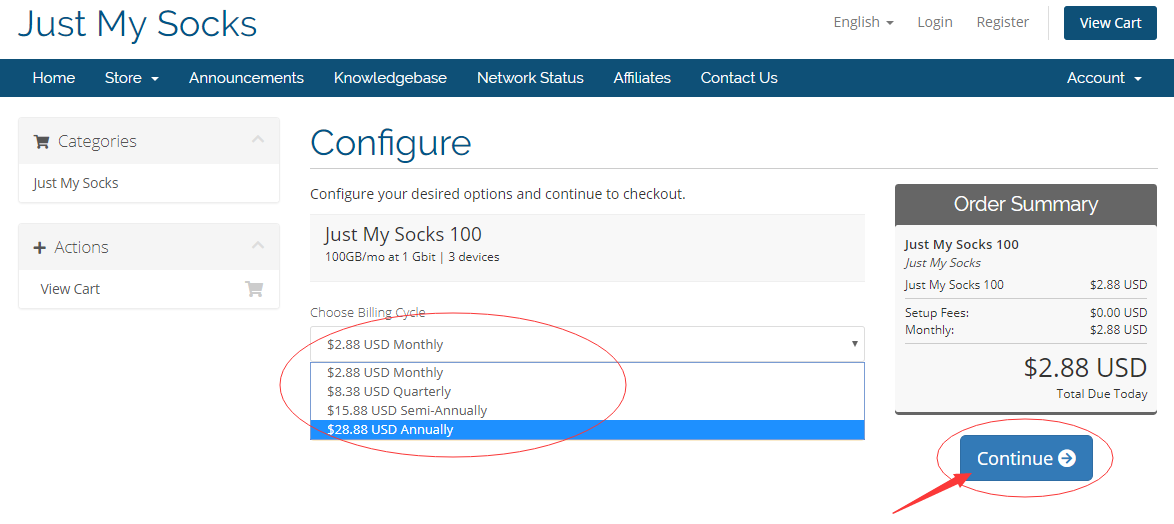 Just My Socks
English
Login
Register
View Cart
Home
Store
Announcements
Knowledgebase
Network Status
Affiliates
Contact Us
Account
Categories
Just My Socks
Actions
View Cart
Configure
Configure your desired options and continue to checkout.
Just My Socks 100
100GB/mo at 1 Gbit | 3 devices
Choose Billing Cycle
$2.88 USD Monthly
$2.88 USD Monthly
$8.38 USD Quarterly
$15.88 USD Semi-Annually
$28.88 USD Annually
Order Summary
Just My Socks 100
Just My Socks
Just My Socks 100 $2.88 USD
Setup Fees: $0.00 USD
Monthly: $2.88 USD
$2.88 USD
Total Due Today
Continue